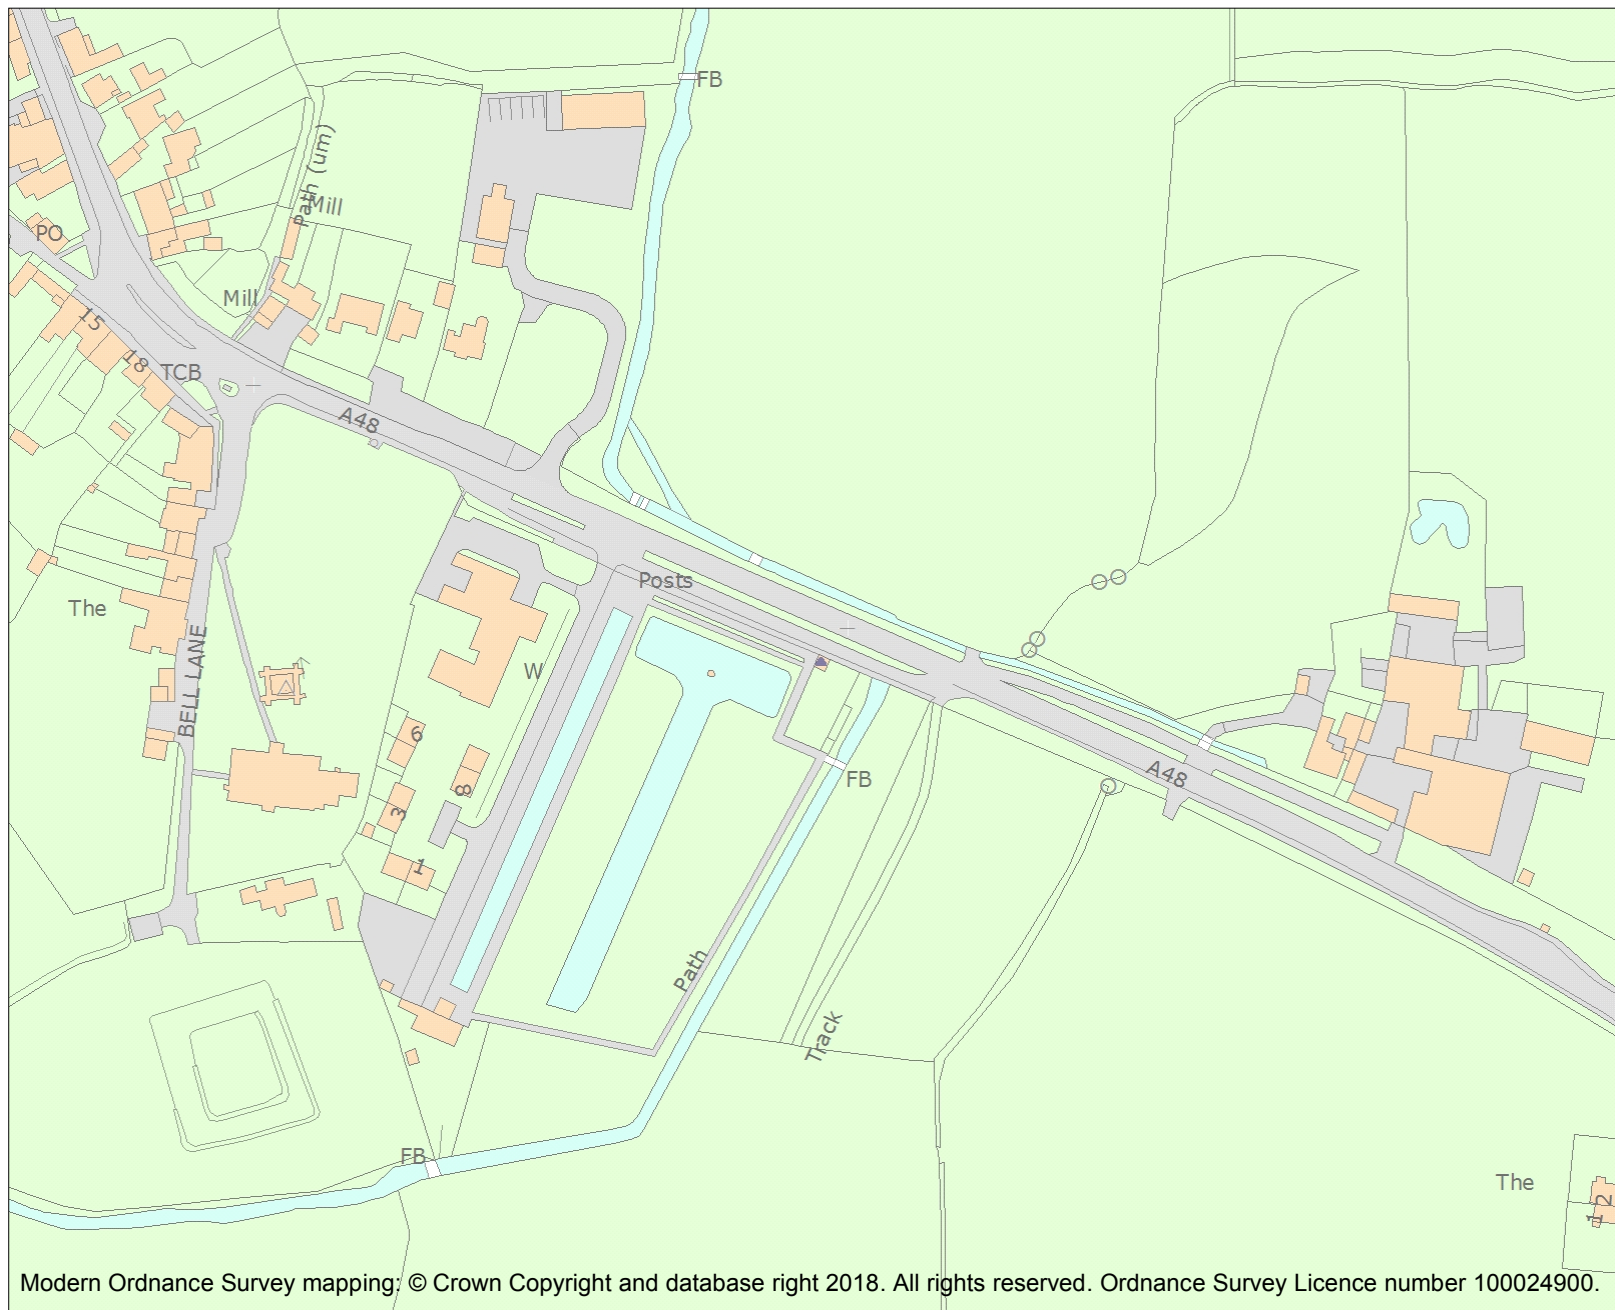 FB
Path (um)
Mill
PO
Mill
15
18
TCB
A48
Posts
The
BELL LANE
W
6
8
3
1
FB
A48
Path
Track
FB
The
1 2
Modern Ordnance Survey mapping: © Crown Copyright and database right 2018. All rights reserved. Ordnance Survey Licence number 100024900.